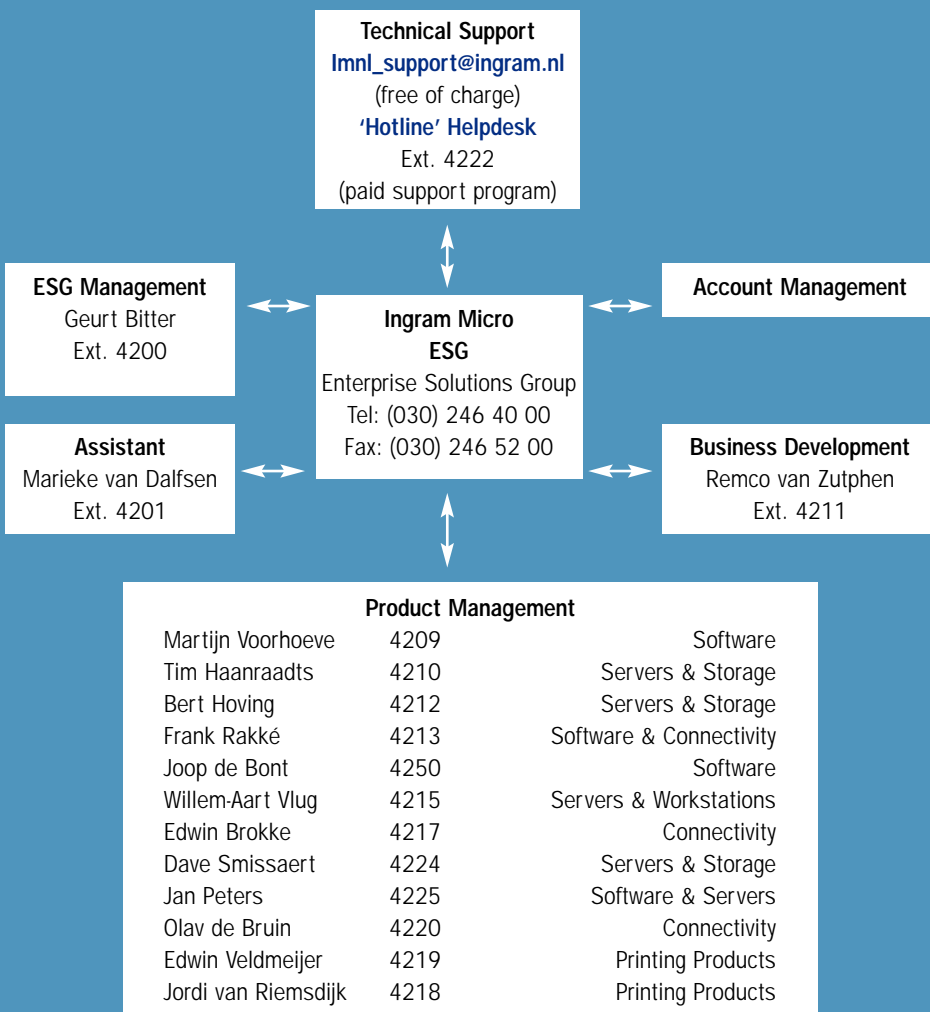 Technical Support
Imnl_support@ingram.nl
(free of charge)
‘Hotline’ Helpdesk
Ext. 4222
(paid support program)
ESG Management
Geurt Bitter
Ext. 4200
Ingram Micro
ESG
Enterprise Solutions Group
Tel: (030) 246 40 00
Fax: (030) 246 52 00
Account Management
Assistant
Marieke van Dalfsen
Ext. 4201
Business Development
Remco van Zutphen
Ext. 4211
Product Management
Martijn Voorhoeve 4209 Software
Tim Haanraadts 4210 Servers & Storage
Bert Hoving 4212 Servers & Storage
Frank Rakké 4213 Software & Connectivity
Joop de Bont 4250 Software
Willem-Aart Vlug 4215 Servers & Workstations
Edwin Brokke 4217 Connectivity
Dave Smissaert 4224 Servers & Storage
Jan Peters 4225 Software & Servers
Olav de Bruin 4220 Connectivity
Edwin Veldmeijer 4219 Printing Products
Jordi van Riemsdijk 4218 Printing Products